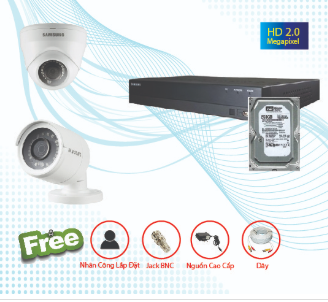 SAMSUNG
HD 2.0
Megapixel
Free
Nhân Công Lắp Đặt
Jack BNC
Nguồn Cao Cấp
Dây